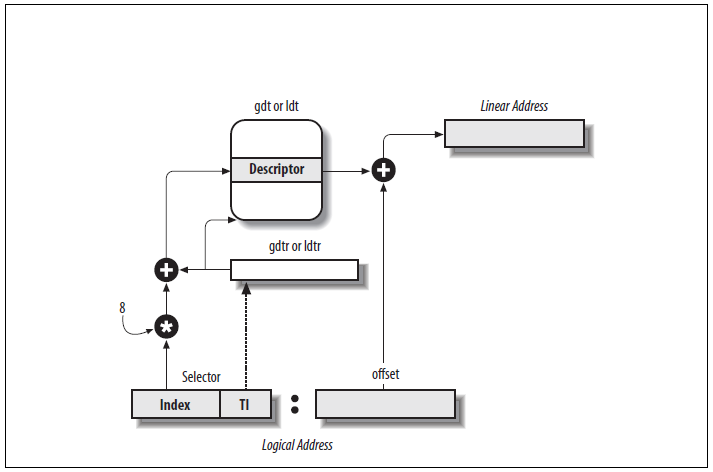 gdt or ldt
Linear Address
Descriptor
+
gdtr or ldtr
+
8
*
Selector
offset
Index
TI
:
Logical Address